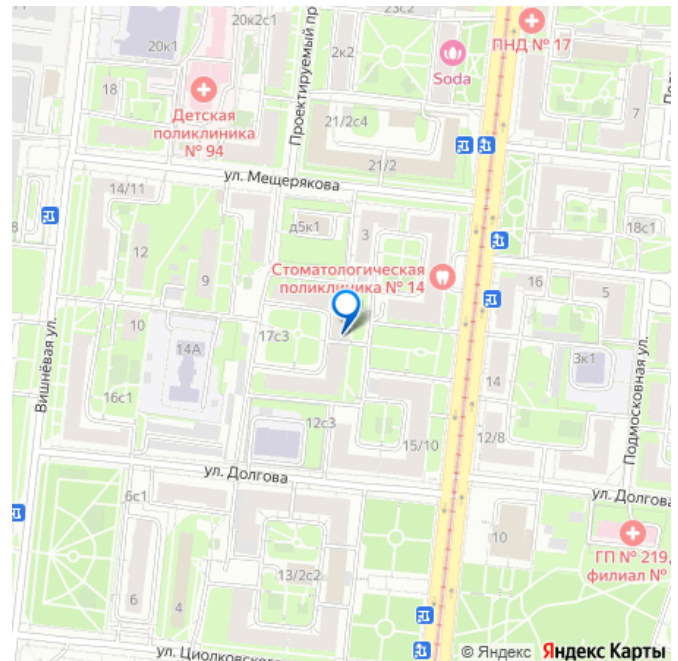 20к2с1
23с2
ПНД № 17
20к1
Проектируемый пр
2к2
Soda
18
Детская
поликлиника
№ 94
21/2с4
7
21/2
ул. Мещерякова
14/11
д5к1
3
18с1
12
9
Стоматологическая
поликлиника № 14
16
5
Вишнёвая ул.
10
17с3
14А
3к1
Подмосковная ул.
16с1
14
12с3
15/10
12/8
ул. Долгова
ул. Долгова
6с1
10
ГП № 219,
филиал №
13/2с2
6
4
ул. Циолковского
© Яндекс Яндекс Карты